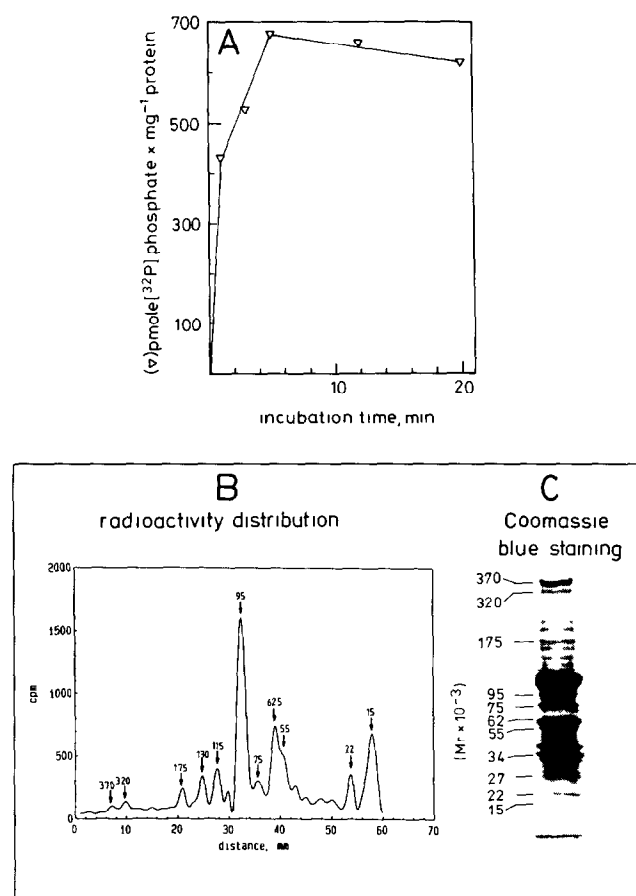 A
700
500
300
100
(▽)pmole[³²P] phosphate × mg⁻¹ protein
10
20
incubation time, min
B
radioactivity distribution
2000
1500
1000
500
0
cpm
0 10 20 30 40 50 60 70
distance, mm
370
320
175
130
115
95
75
625
55
22
15
C
Coomassie
blue staining
(Mr × 10⁻³)
370
320
175
95
75
62
55
34
27
22
15